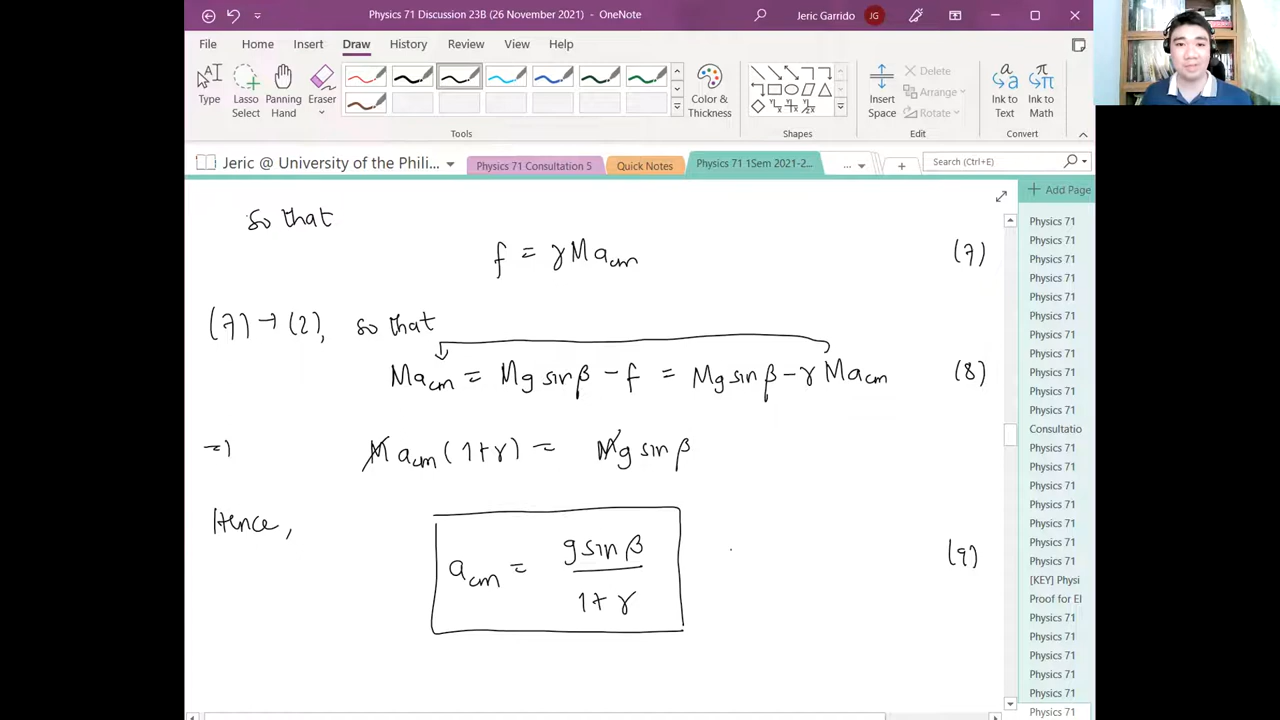 Physics 71 Discussion 23B (26 November 2021) - OneNote
Jeric Garrido
JG
File Home Insert Draw History Review View Help
Type
Lasso Select
Panning Hand
Eraser
Tools
Color & Thickness
Shapes
Insert Space
Delete
Arrange
Rotate
Edit
Ink to Text
Ink to Math
Convert
Jeric @ University of the Phili...
Physics 71 Consultation 5
Quick Notes
Physics 71 1Sem 2021-2...
...
Search (Ctrl+E)
Add Page
so that
f = γMa_cm (7)
(7) → (2), so that
Ma_cm = Mg sin β − f = Mg sin β − γMa_cm (8)
=) Ma_cm (1+γ) = Mg sin β
Hence,
a_cm = g sin β / 1+γ (9)
Physics 71
Physics 71
Physics 71
Physics 71
Physics 71
Physics 71
Physics 71
Physics 71
Physics 71
Physics 71
Physics 71
Consultatio
Physics 71
Physics 71
Physics 71
Physics 71
Physics 71
Physics 71
Physics 71
[KEY] Physi
Proof for El
Physics 71
Physics 71
Physics 71
Physics 71
Physics 71
Physics 71